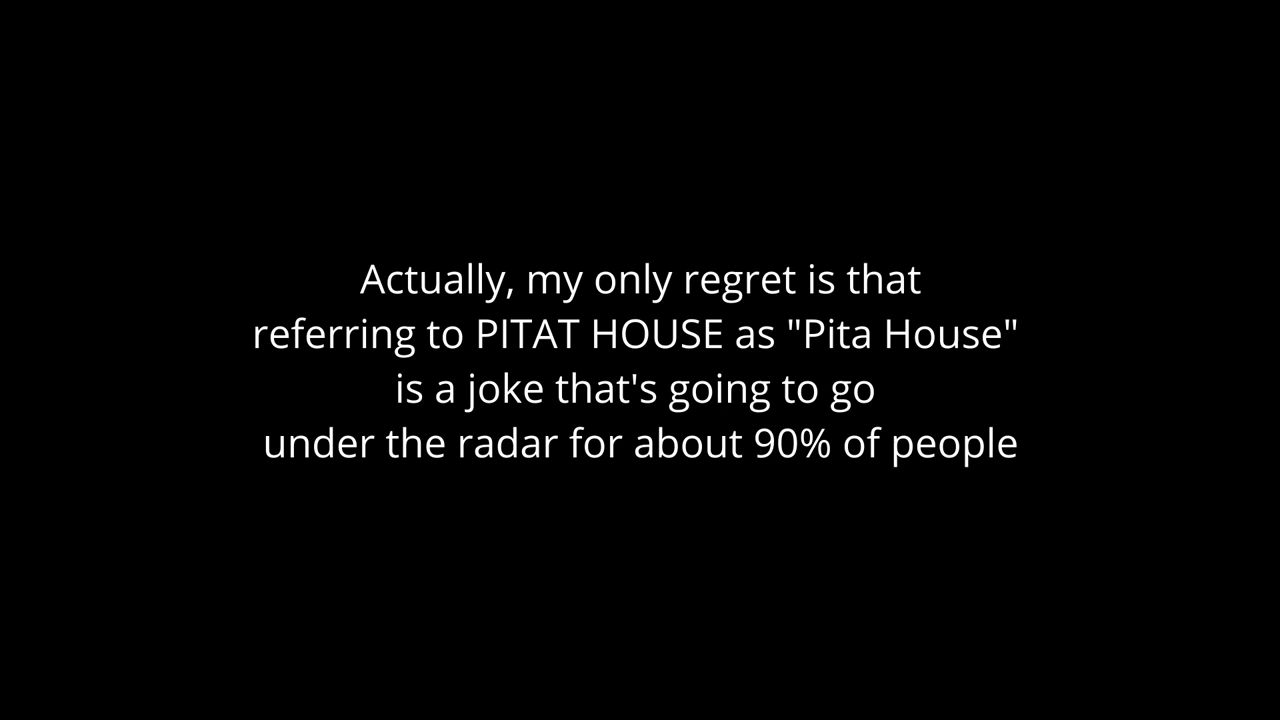 Actually, my only regret is that
referring to PITAT HOUSE as "Pita House"
is a joke that's going to go
under the radar for about 90% of people